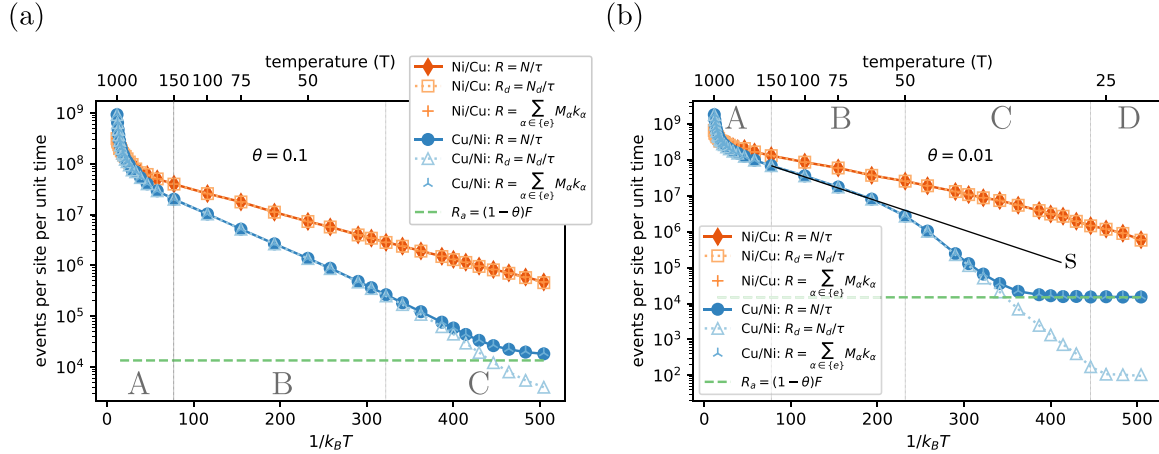 (a)
temperature (T)
1000 150 100 75 50
Ni/Cu: R = N/τ
Ni/Cu: R_d = N_d/τ
Ni/Cu: R = ∑ M_α k_α
α∈{e}
Cu/Ni: R = N/τ
Cu/Ni: R_d = N_d/τ
Cu/Ni: R = ∑ M_α k_α
α∈{e}
R_a = (1 − θ)F
θ = 0.1
events per site per unit time
10^9
10^8
10^7
10^6
10^5
10^4
A B C
0 100 200 300 400 500
1/k_BT
(b)
temperature (T)
1000 150 100 75 50 25
A B C D
θ = 0.01
S
Ni/Cu: R = N/τ
Ni/Cu: R_d = N_d/τ
Ni/Cu: R = ∑ M_α k_α
α∈{e}
Cu/Ni: R = N/τ
Cu/Ni: R_d = N_d/τ
Cu/Ni: R = ∑ M_α k_α
α∈{e}
R_a = (1 − θ)F
events per site per unit time
10^9
10^8
10^7
10^6
10^5
10^4
10^3
10^2
0 100 200 300 400 500
1/k_BT